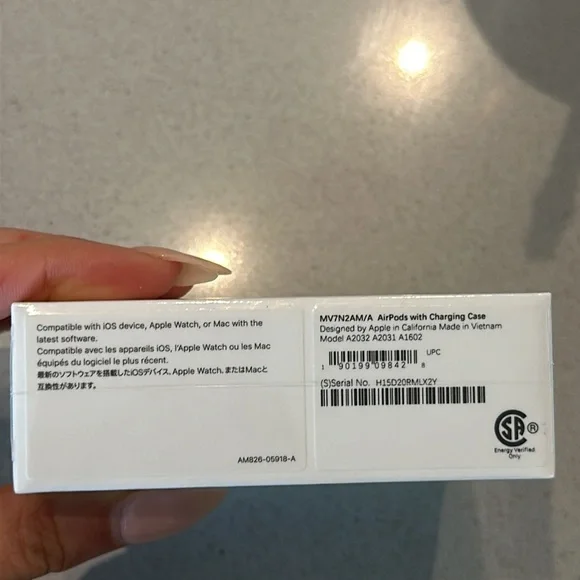 Compatible with iOS device, Apple Watch, or Mac with the
latest software.
Compatible avec les appareils iOS, l'Apple Watch ou les Mac
équipés du logiciel le plus récent.
最新のソフトウェアを搭載したiOSデバイス、Apple Watch、またはMacと
互換性があります。
AM826-05918-A
MV7N2AM/A AirPods with Charging Case
Designed by Apple in California Made in Vietnam
Model A2032 A2031 A1602
UPC
1 90199 09842 8
(S)Serial No. H15D20RMLX2Y
CSA ®
Energy Verified
Only